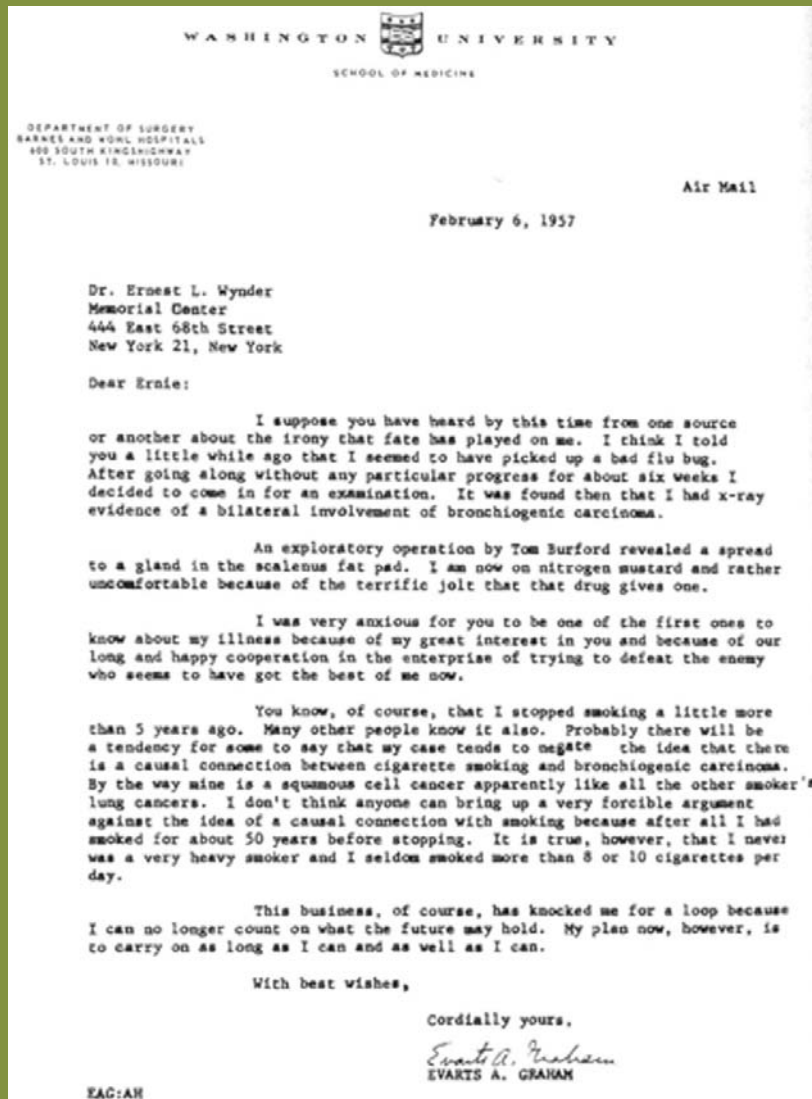 WASHINGTON UNIVERSITY
SCHOOL OF MEDICINE
DEPARTMENT OF SURGERY
BARNES AND WOHL HOSPITALS
600 SOUTH KINGSHIGHWAY
ST. LOUIS 10, MISSOURI
Air Mail
February 6, 1957
Dr. Ernest L. Wynder
Memorial Center
444 East 68th Street
New York 21, New York
Dear Ernie:
I suppose you have heard by this time from one source
or another about the irony that fate has played on me. I think I told
you a little while ago that I seemed to have picked up a bad flu bug.
After going along without any particular progress for about six weeks I
decided to come in for an examination. It was found then that I had x-ray
evidence of a bilateral involvement of bronchiogenic carcinoma.
An exploratory operation by Tom Burford revealed a spread
to a gland in the scalenus fat pad. I am now on nitrogen mustard and rather
uncomfortable because of the terrific jolt that that drug gives one.
I was very anxious for you to be one of the first ones to
know about my illness because of my great interest in you and because of our
long and happy cooperation in the enterprise of trying to defeat the enemy
who seems to have got the best of me now.
You know, of course, that I stopped smoking a little more
than 5 years ago. Many other people know it also. Probably there will be
a tendency for some to say that my case tends to negate the idea that there
is a causal connection between cigarette smoking and bronchiogenic carcinoma.
By the way mine is a squamous cell cancer apparently like all the other smoker's
lung cancers. I don't think anyone can bring up a very forcible argument
against the idea of a causal connection with smoking because after all I had
smoked for about 50 years before stopping. It is true, however, that I never
was a very heavy smoker and I seldom smoked more than 8 or 10 cigarettes per
day.
This business, of course, has knocked me for a loop because
I can no longer count on what the future may hold. My plan now, however, is
to carry on as long as I can and as well as I can.
With best wishes,
Cordially yours,
Evarts A. Graham
EVARTS A. GRAHAM
EAG:AH